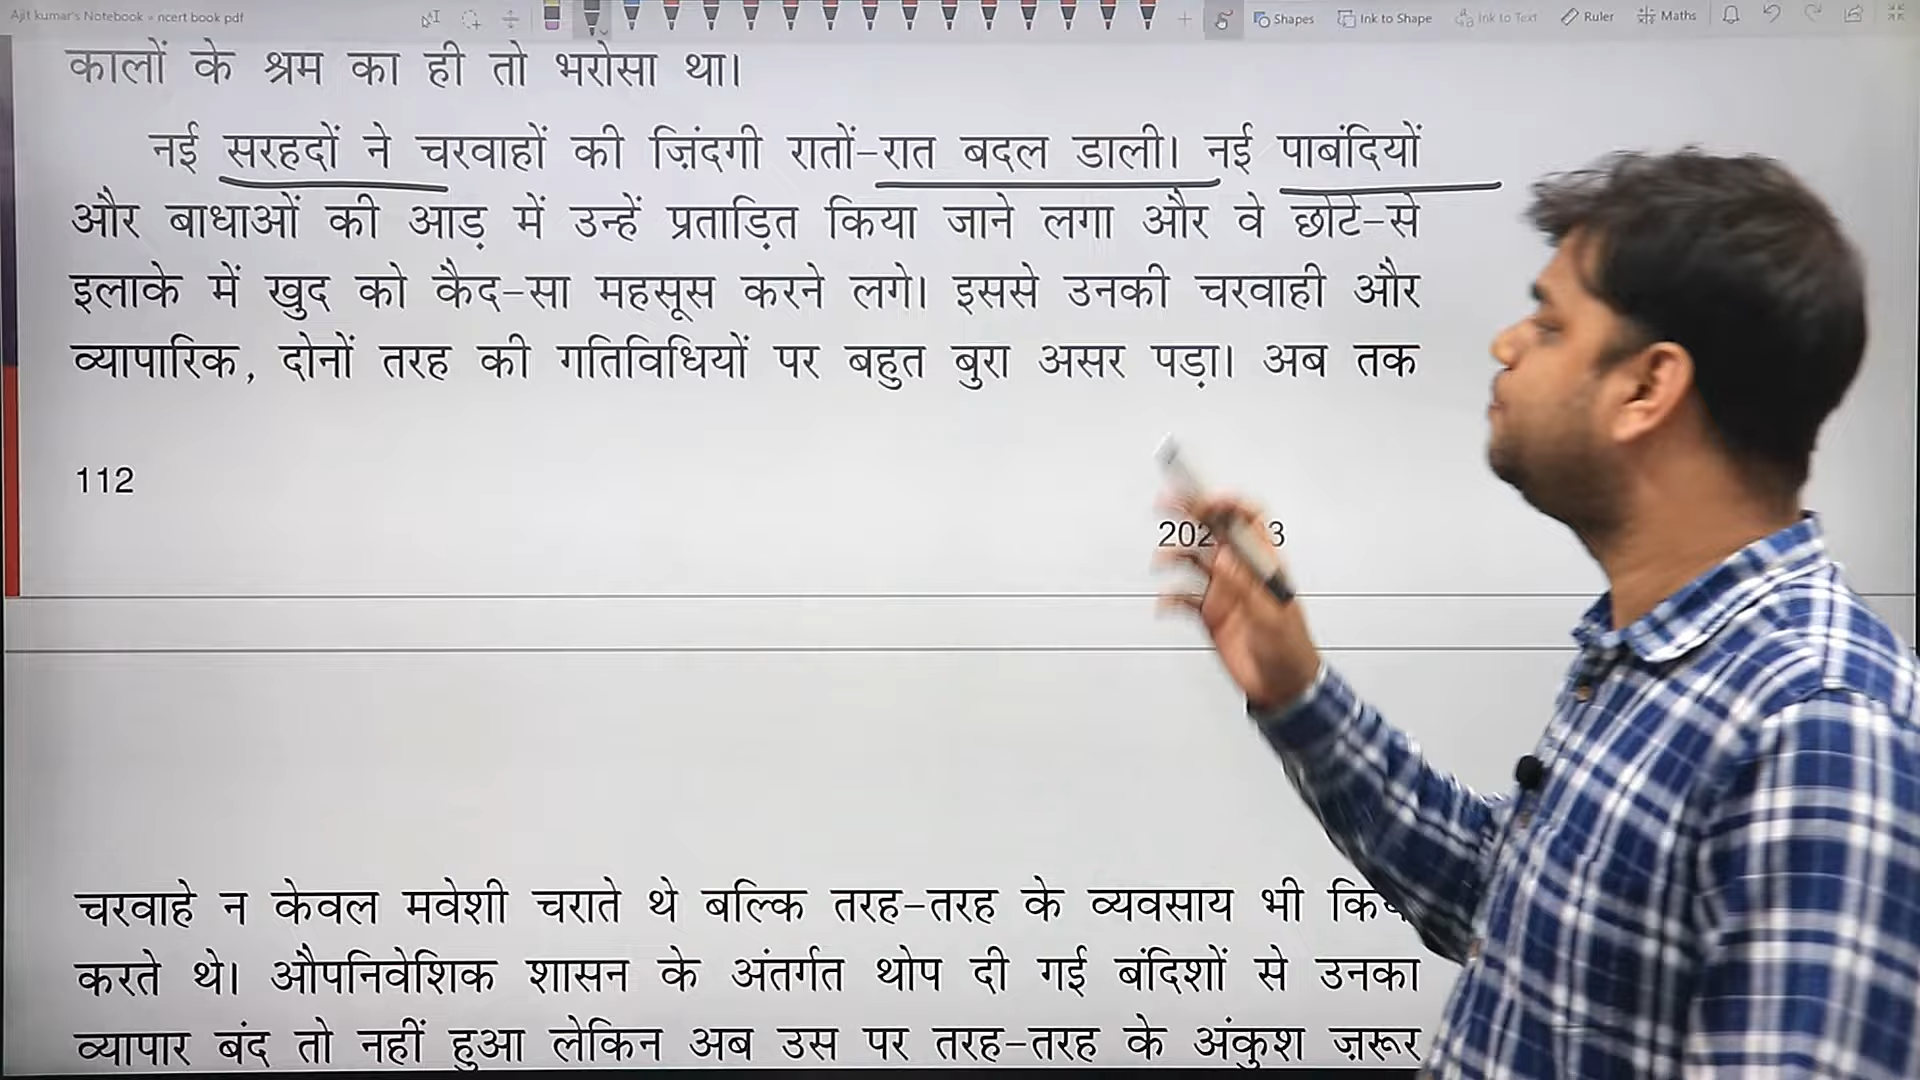 Ajit kumar's Notebook » ncert book pdf
Shapes Ink to Shape Ink to Text Ruler Maths
कालों के श्रम का ही तो भरोसा था।
नई सरहदों ने चरवाहों की ज़िंदगी रातों-रात बदल डाली। नई पाबंदियों
और बाधाओं की आड़ में उन्हें प्रताड़ित किया जाने लगा और वे छोटे-से
इलाके में खुद को कैद-सा महसूस करने लगे। इससे उनकी चरवाही और
व्यापारिक, दोनों तरह की गतिविधियों पर बहुत बुरा असर पड़ा। अब तक
112
चरवाहे न केवल मवेशी चराते थे बल्कि तरह-तरह के व्यवसाय भी
करते थे। औपनिवेशिक शासन के अंतर्गत थोप दी गई बंदिशों से उनका
व्यापार बंद तो नहीं हुआ लेकिन अब उस पर तरह-तरह के अंकुश ज़रूर